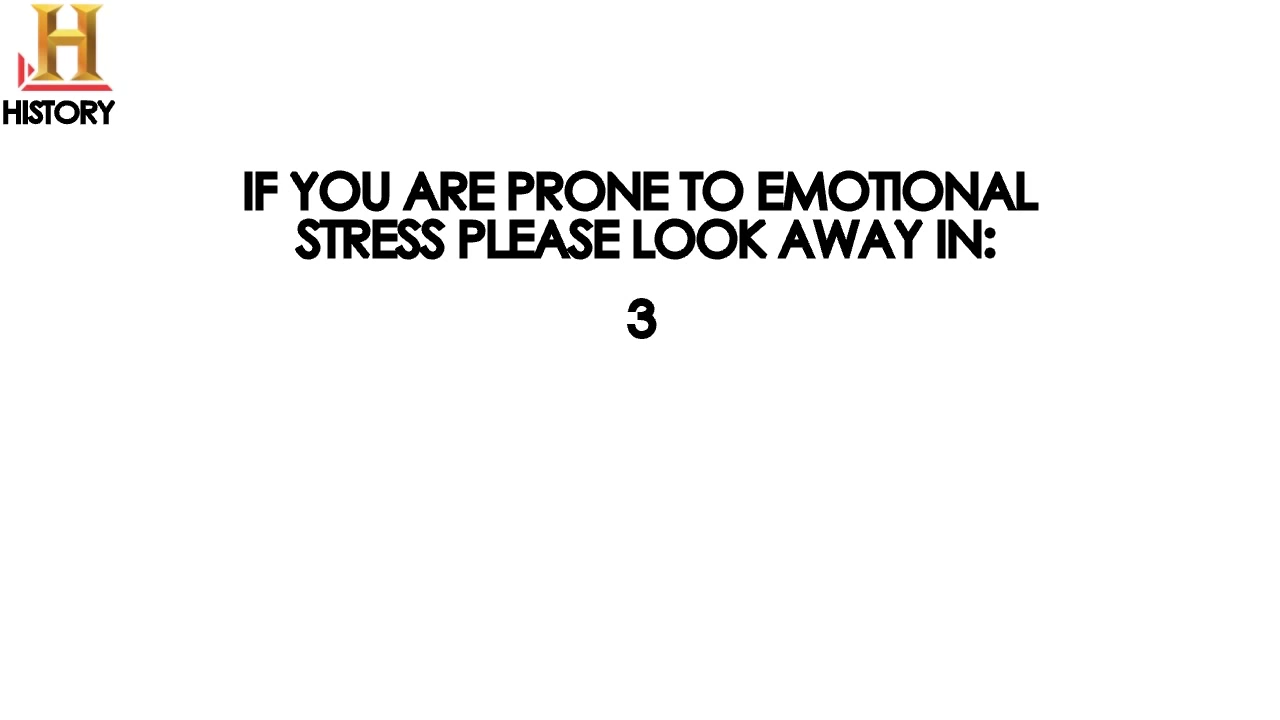 H
HISTORY
IF YOU ARE PRONE TO EMOTIONAL
STRESS PLEASE LOOK AWAY IN:
3